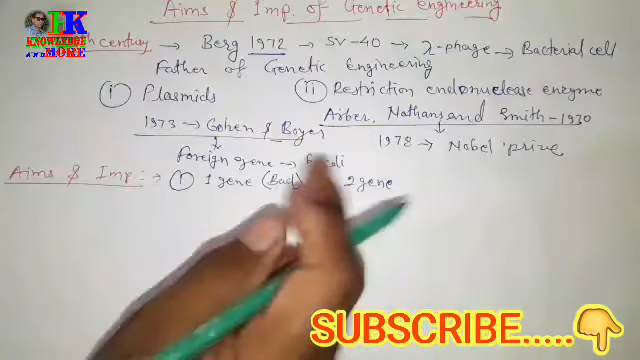 Aims & Imp. of Genetic engineering
HK
KNOWLEDGE
MORE
century → Berg 1972 → SV-40 → λ-phage → Bacterial cell
Father of Genetic engineering
(i) Plasmids (ii) Restriction endonuclease enzyme
1973 → Cohen & Boyer Arber, Nathans and Smith-1930
foreign gene → 1978 → Nobel prize
Aims & Imp:→ (1) 1 gene (Bad) 2 gene
SUBSCRIBE.....👇